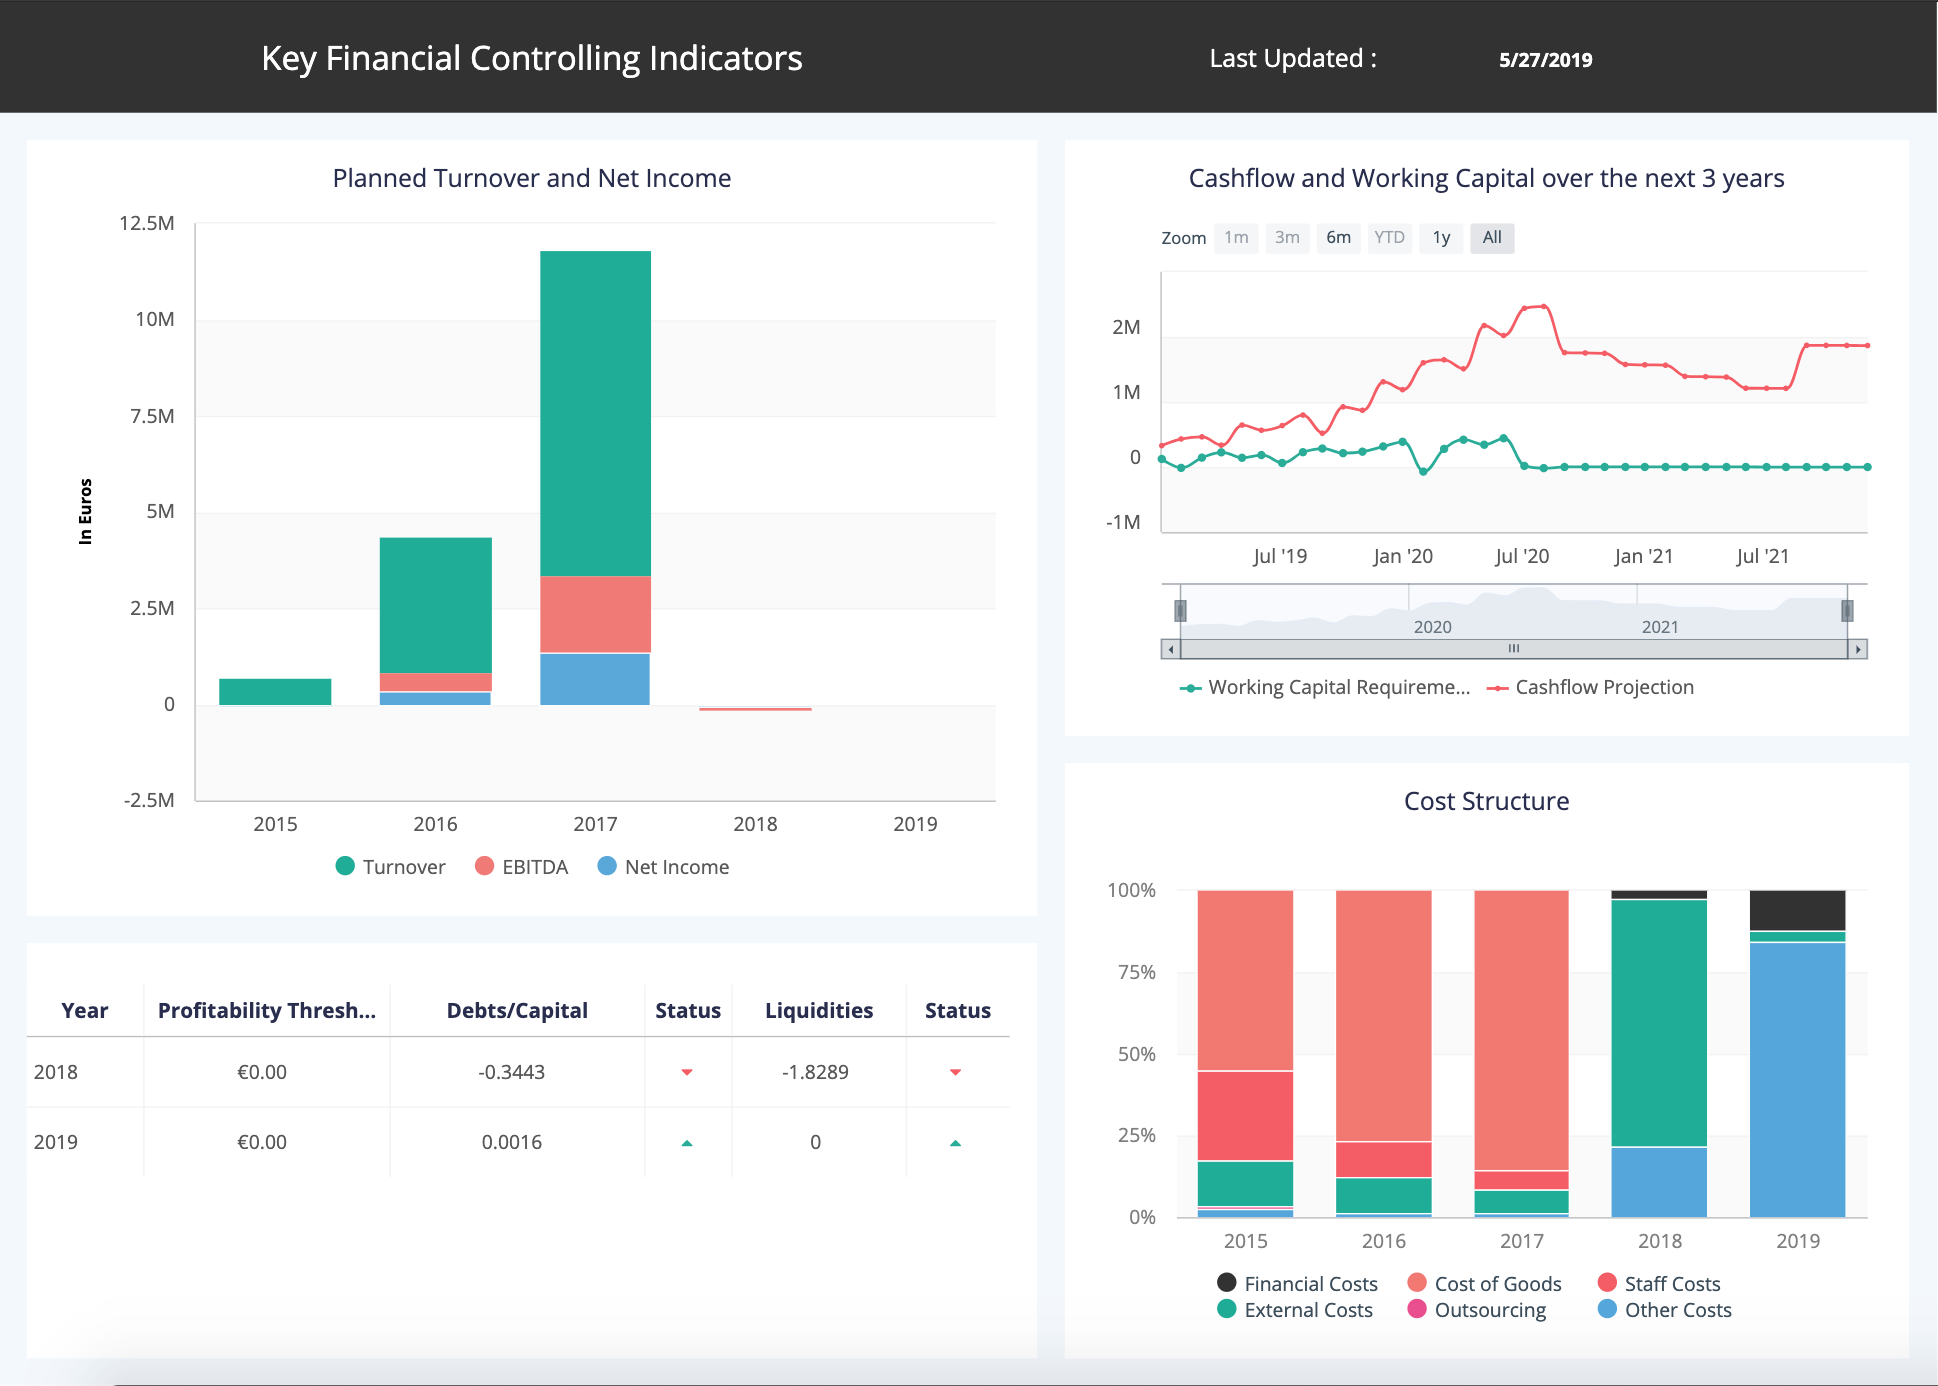 Key Financial Controlling Indicators
Last Updated :
5/27/2019
Planned Turnover and Net Income
12.5M
10M
7.5M
5M
2.5M
0
-2.5M
In Euros
2015 2016 2017 2018 2019
Turnover EBITDA Net Income
Cashflow and Working Capital over the next 3 years
Zoom 1m 3m 6m YTD 1y All
2M
1M
0
-1M
Jul '19 Jan '20 Jul '20 Jan '21 Jul '21
2020 2021
Working Capital Requireme... Cashflow Projection
Year Profitability Thresh... Debts/Capital Status Liquidities Status
2018 €0.00 -0.3443 -1.8289
2019 €0.00 0.0016 0
Cost Structure
100%
75%
50%
25%
0%
2015 2016 2017 2018 2019
Financial Costs Cost of Goods Staff Costs
External Costs Outsourcing Other Costs